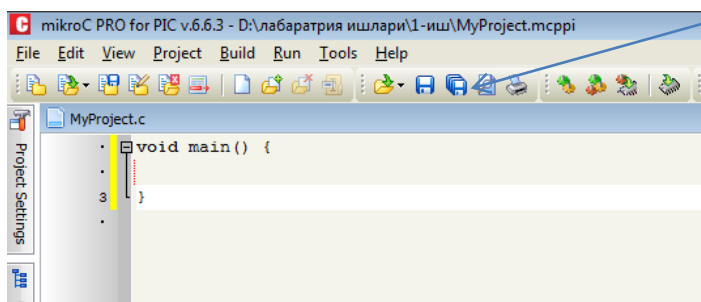 mikroC PRO for PIC v.6.6.3 - D:\лабаратрия ишлари\1-иш\MyProject.mcppi
File Edit View Project Build Run Tools Help
MyProject.c
void main() {
3 }
Project Settings